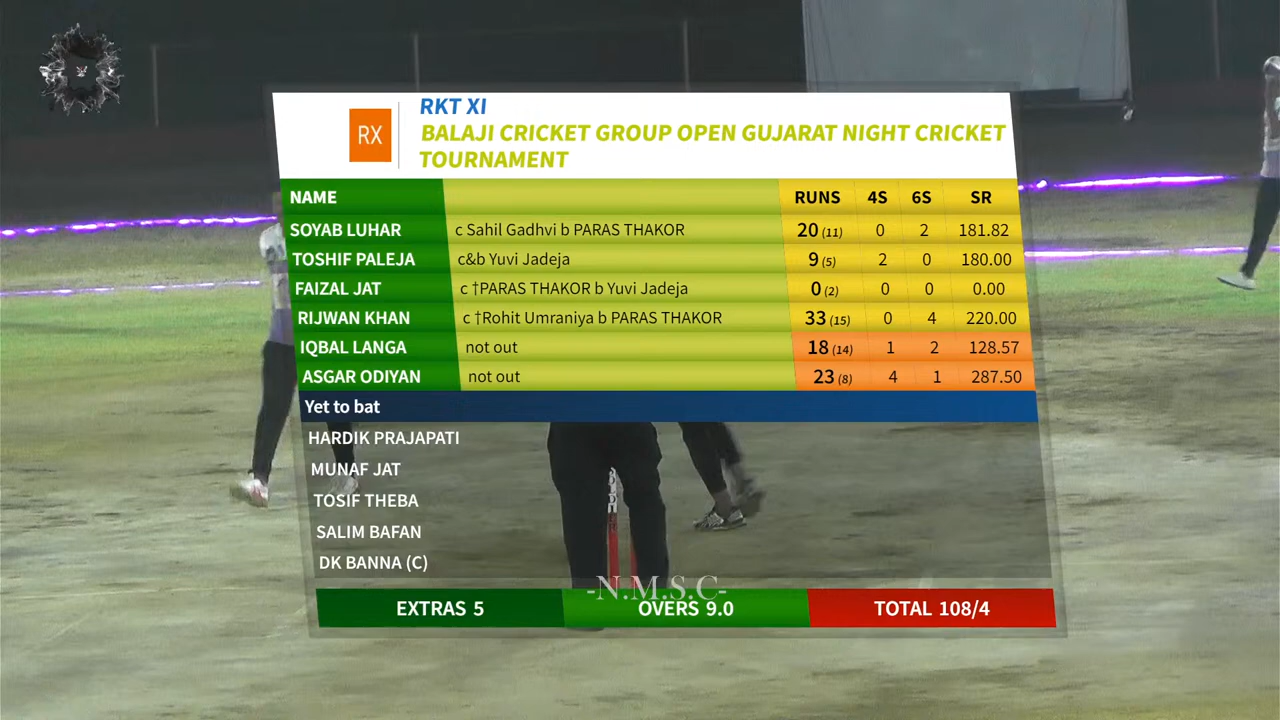 RKT XI
RX
BALAJI CRICKET GROUP OPEN GUJARAT NIGHT CRICKET
TOURNAMENT
NAME RUNS 4S 6S SR
SOYAB LUHAR c Sahil Gadhvi b PARAS THAKOR 20 (11) 0 2 181.82
TOSHIF PALEJA c&b Yuvi Jadeja 9 (5) 2 0 180.00
FAIZAL JAT c †PARAS THAKOR b Yuvi Jadeja 0 (2) 0 0 0.00
RIJWAN KHAN c †Rohit Umraniya b PARAS THAKOR 33 (15) 0 4 220.00
IQBAL LANGA not out 18 (14) 1 2 128.57
ASGAR ODIYAN not out 23 (8) 4 1 287.50
Yet to bat
HARDIK PRAJAPATI
MUNAF JAT
TOSIF THEBA
SALIM BAFAN
DK BANNA (C)
-N.M.S.C-
EXTRAS 5 OVERS 9.0 TOTAL 108/4